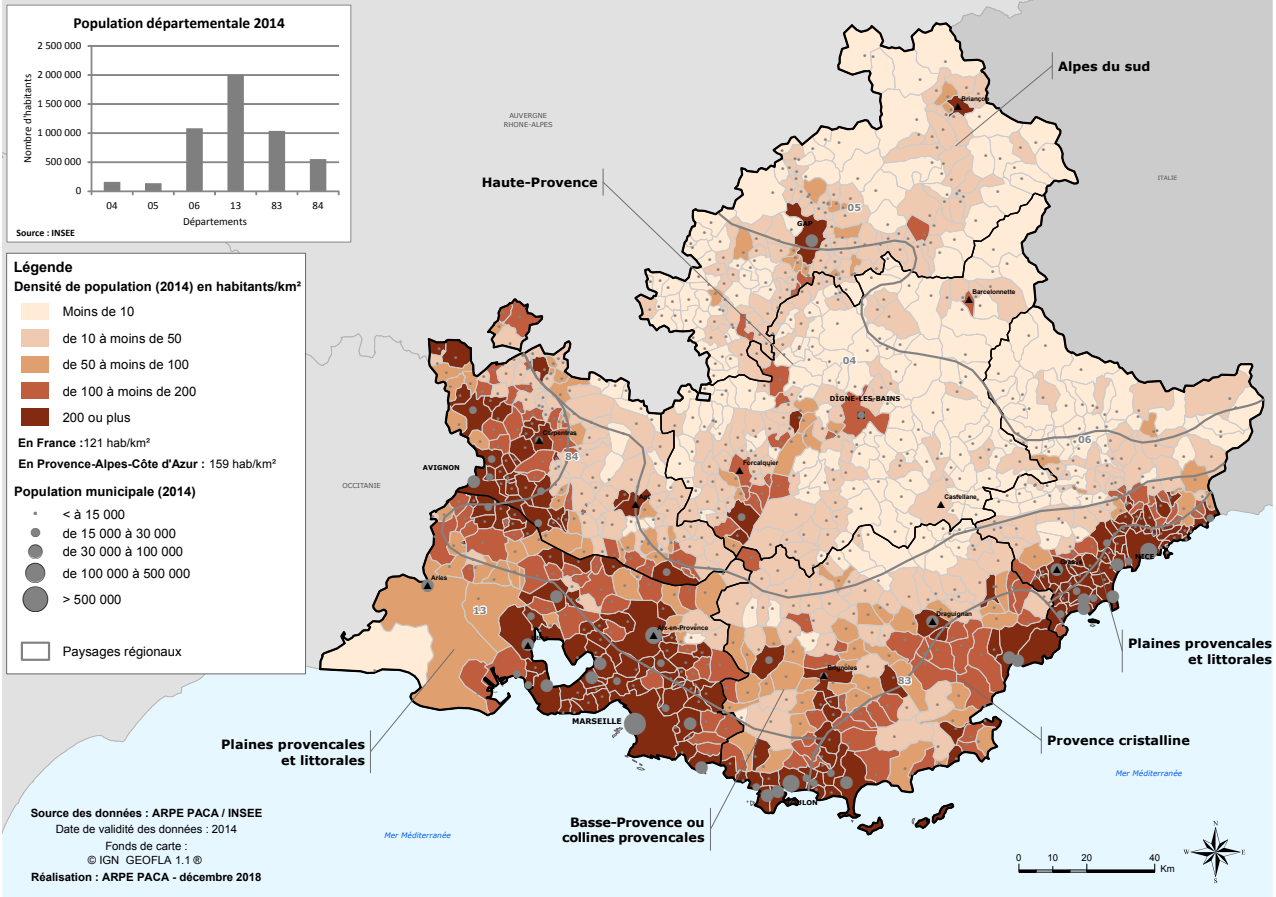 Population départementale 2014
Nombre d'habitants
2 500 000
2 000 000
1 500 000
1 000 000
500 000
0
04 05 06 13 83 84
Départements
Source : INSEE
Légende
Densité de population (2014) en habitants/km²
Moins de 10
de 10 à moins de 50
de 50 à moins de 100
de 100 à moins de 200
200 ou plus
En France :121 hab/km²
En Provence-Alpes-Côte d'Azur : 159 hab/km²
Population municipale (2014)
< à 15 000
de 15 000 à 30 000
de 30 000 à 100 000
de 100 000 à 500 000
> 500 000
Paysages régionaux
AUVERGNE
RHONE-ALPES
ITALIE
OCCITANIE
Alpes du sud
Haute-Provence
Briançon
05
GAP
Barcelonnette
04
DIGNE-LES-BAINS
06
Carpentras
84
AVIGNON
Forcalquier
Apt
Castellane
NICE
Grasse
Arles
13
Aix-en-Provence
Draguignan
Brignoles
83
MARSEILLE
Plaines provencales
et littorales
Plaines provencales
et littorales
Provence cristalline
Basse-Provence ou
collines provencales
Mer Méditerranée
Mer Méditerranée
Source des données : ARPE PACA / INSEE
Date de validité des données : 2014
Fonds de carte :
© IGN GEOFLA 1.1 ®
Réalisation : ARPE PACA - décembre 2018
N
W E
S
0 10 20 40
Km